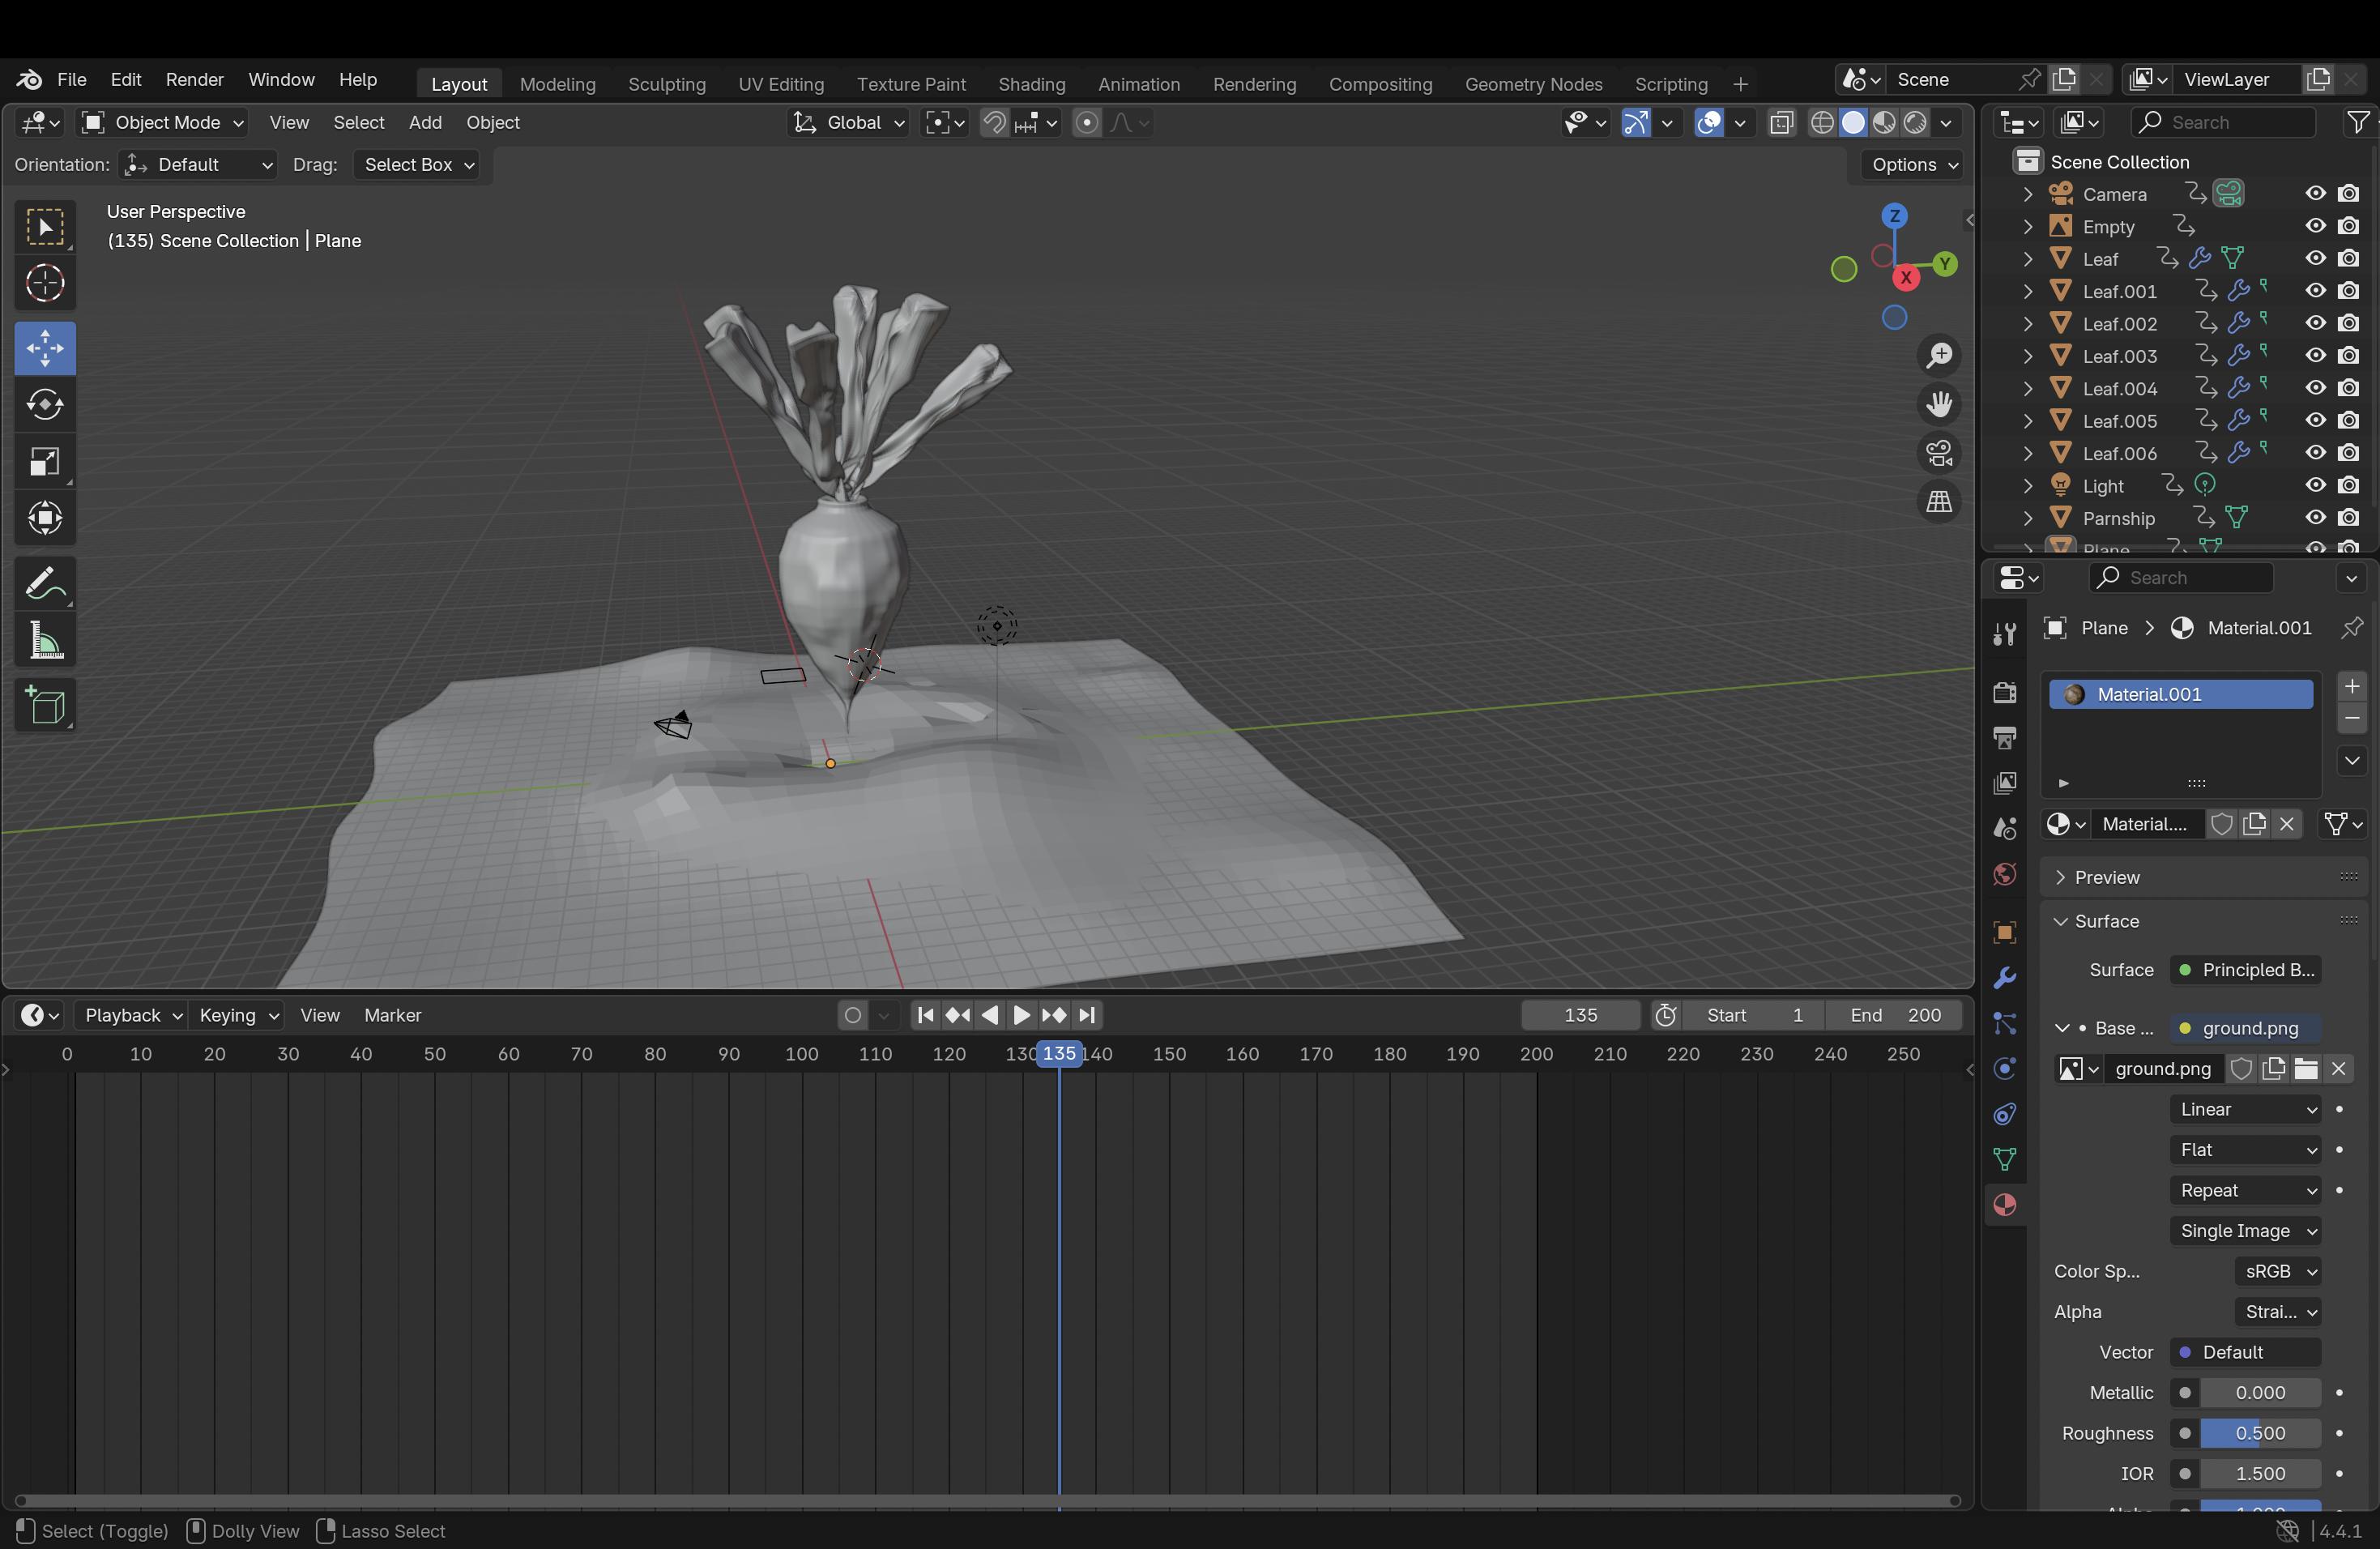 File Edit Render Window Help Layout Modeling Sculpting UV Editing Texture Paint Shading Animation Rendering Compositing Geometry Nodes Scripting + Scene ViewLayer
Object Mode View Select Add Object Global Search
Orientation: Default Drag: Select Box Options
User Perspective
(135) Scene Collection | Plane
Z
Y
X
Scene Collection
Camera
Empty
Leaf
Leaf.001
Leaf.002
Leaf.003
Leaf.004
Leaf.005
Leaf.006
Light
Parnship
Plane
Search
Plane > Material.001
Material.001
Material....
Preview
Surface
Surface Principled B...
Base ... ground.png
ground.png
Linear
Flat
Repeat
Single Image
Color Sp... sRGB
Alpha Strai...
Vector Default
Metallic 0.000
Roughness 0.500
IOR 1.500
Playback Keying View Marker 135 Start 1 End 200
0 10 20 30 40 50 60 70 80 90 100 110 120 130 135 140 150 160 170 180 190 200 210 220 230 240 250
Select (Toggle) Dolly View Lasso Select 4.4.1